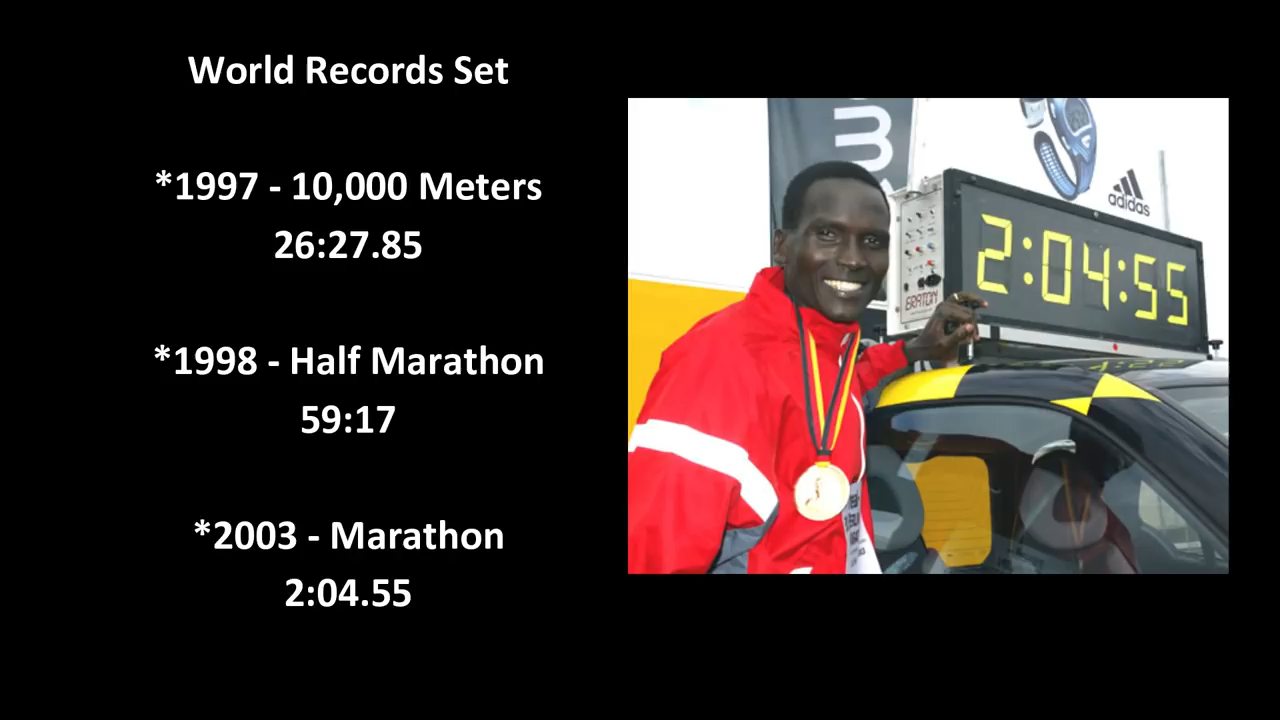 World Records Set
*1997 - 10,000 Meters
26:27.85
*1998 - Half Marathon
59:17
*2003 - Marathon
2:04.55
adidas
2:04:55
GRATON